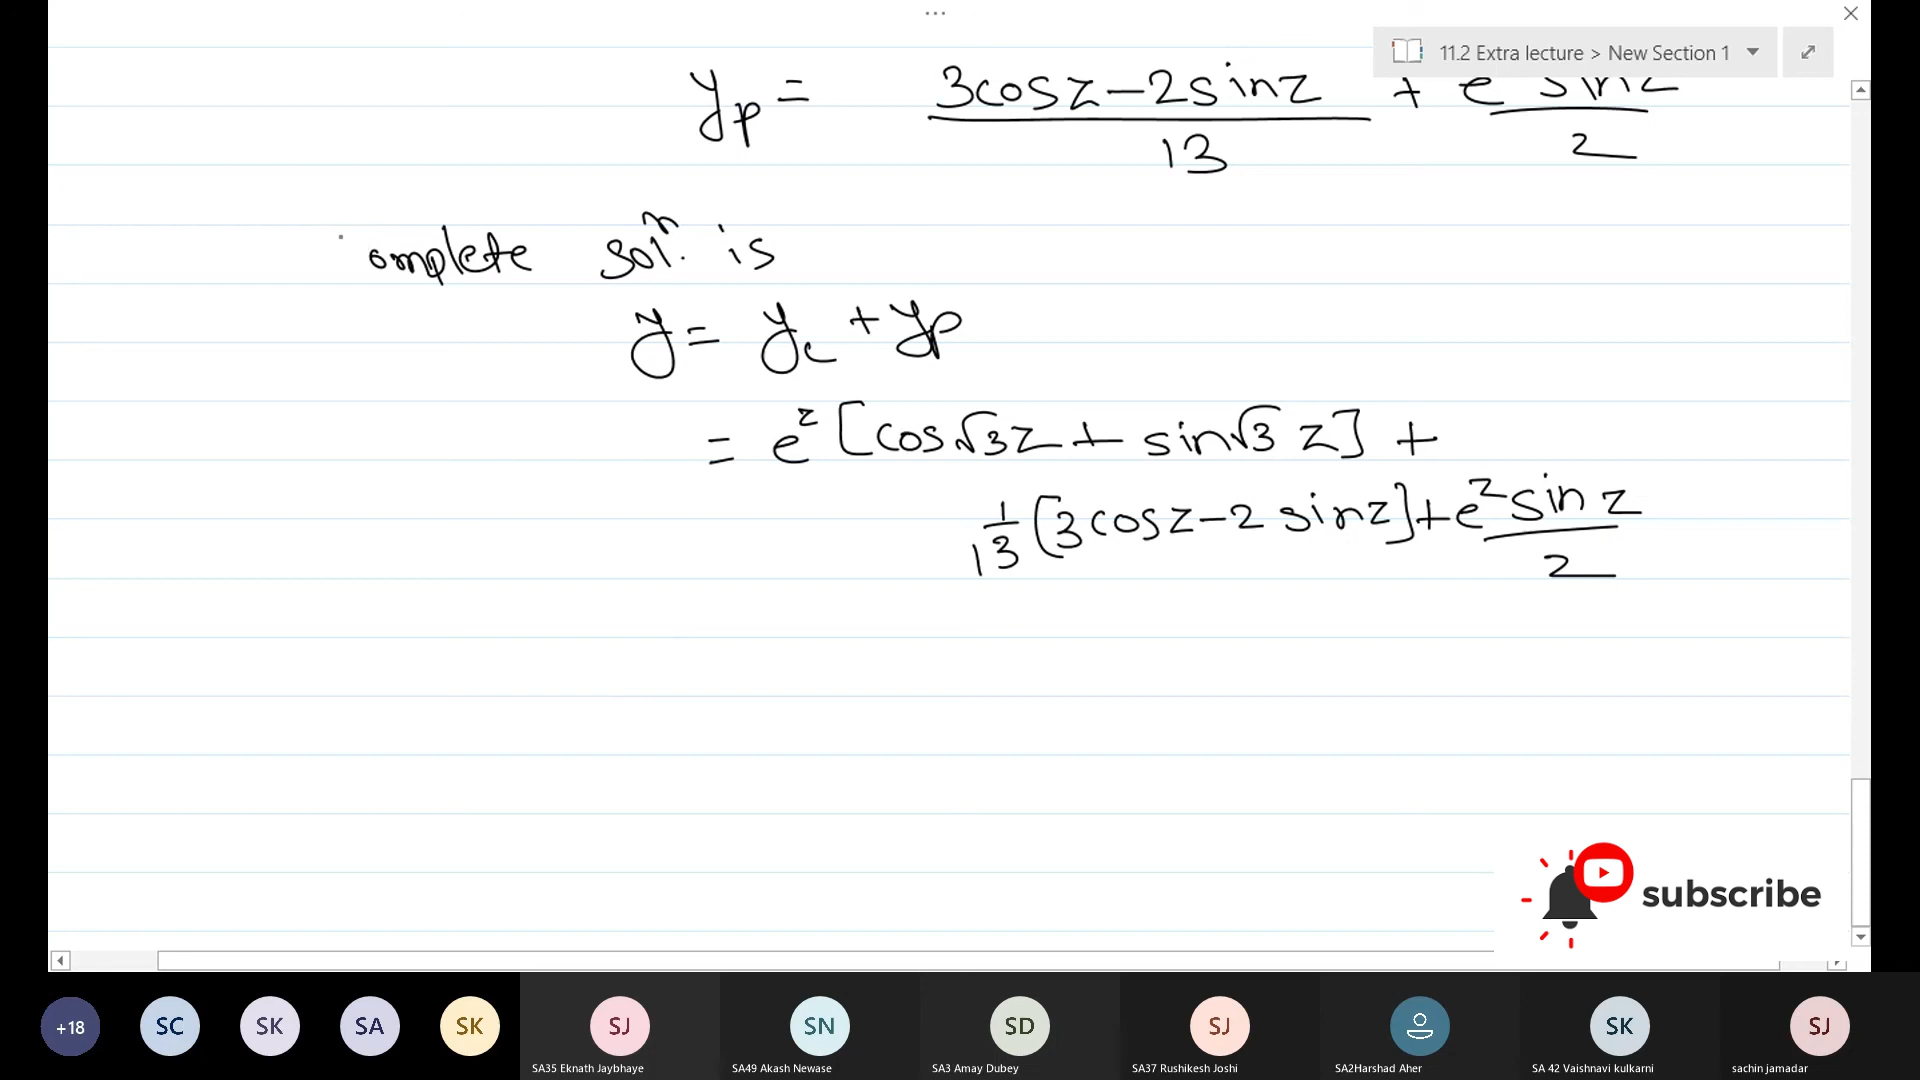 11.2 Extra lecture > New Section 1
yp = 3cosz-2sinz/13 + e sinz/2
omplete solⁿ. is
y = yc + yp
= e^z [cos√3z + sin√3 z] +
1/13 (3cosz-2 sinz] + e^z sin z/2
subscribe
+18 SC SK SA SK SJ SN SD SJ SK SJ
SA35 Eknath Jaybhaye SA49 Akash Newase SA3 Amay Dubey SA37 Rushikesh Joshi SA2Harshad Aher SA 42 Vaishnavi kulkarni sachin jamadar